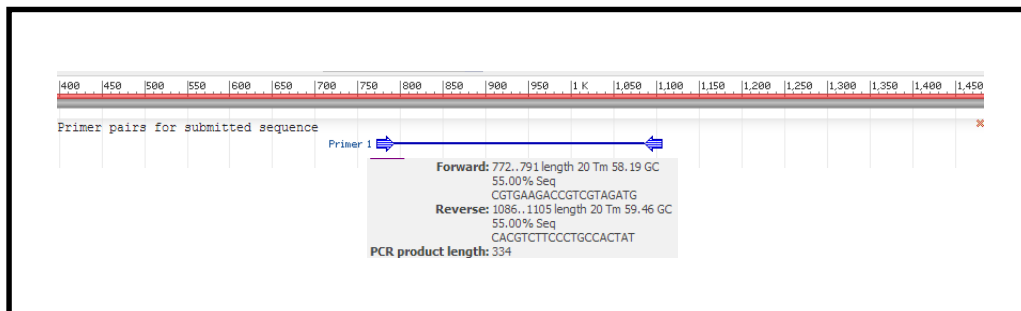 400 450 500 550 600 650 700 750 800 850 900 950 1 K 1,050 1,100 1,150 1,200 1,250 1,300 1,350 1,400 1,450
Primer pairs for submitted sequence
Primer 1
Forward: 772..791 length 20 Tm 58.19 GC
55.00% Seq
CGTGAAGACCGTCGTAGATG
Reverse: 1086..1105 length 20 Tm 59.46 GC
55.00% Seq
CACGTCTTCCCTGCCACTAT
PCR product length: 334